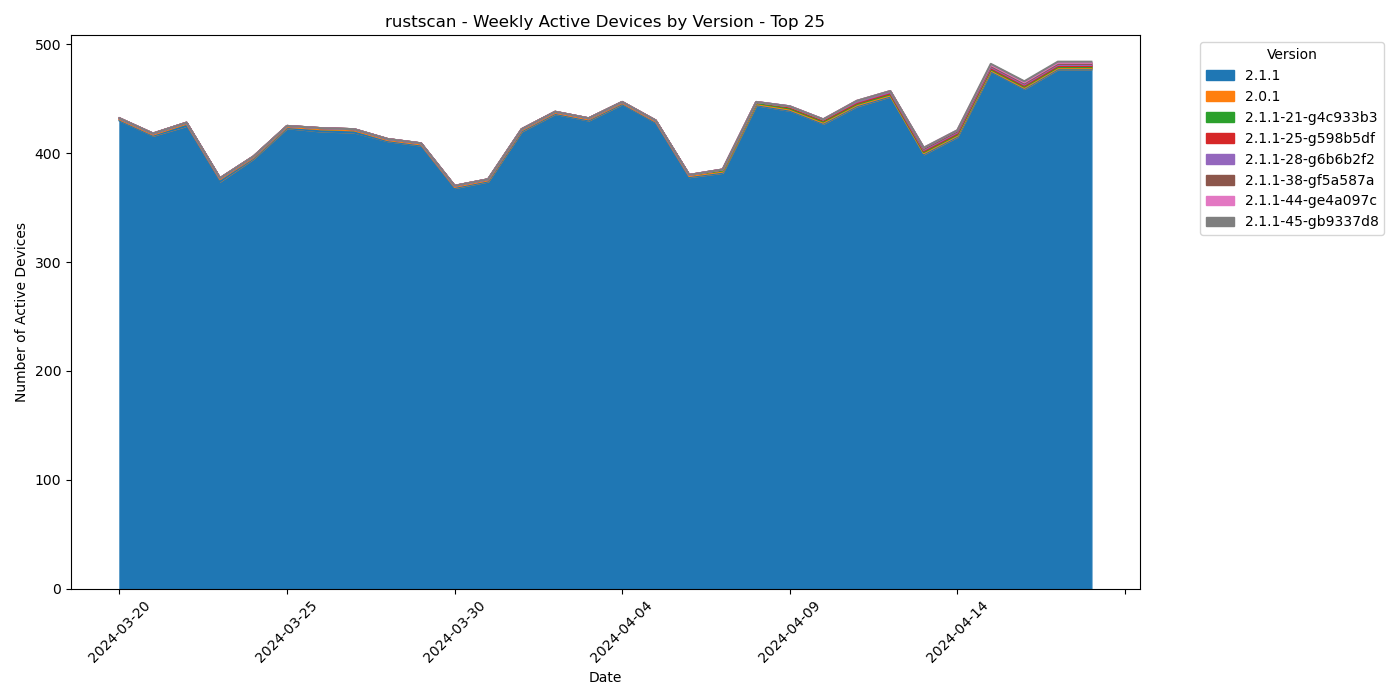 rustscan - Weekly Active Devices by Version - Top 25
Number of Active Devices
500
400
300
200
100
0
2024-03-20
2024-03-25
2024-03-30
2024-04-04
2024-04-09
2024-04-14
Date
Version
2.1.1
2.0.1
2.1.1-21-g4c933b3
2.1.1-25-g598b5df
2.1.1-28-g6b6b2f2
2.1.1-38-gf5a587a
2.1.1-44-ge4a097c
2.1.1-45-gb9337d8